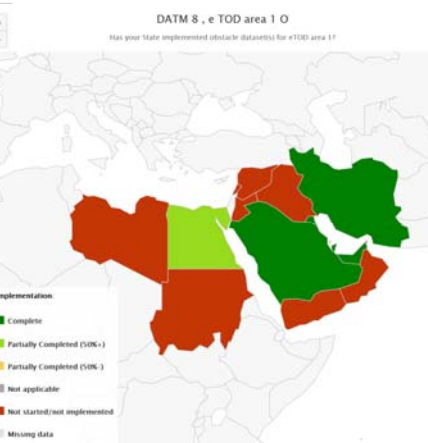 DATM 8 , e TOD area 1 O
Has your State implemented obstacle dataset(s) for eTOD area 1?
mplementation
Complete
Partially Completed (50%+)
Partially Completed (50%-)
Not applicable
Not started/not implemented
Missing data